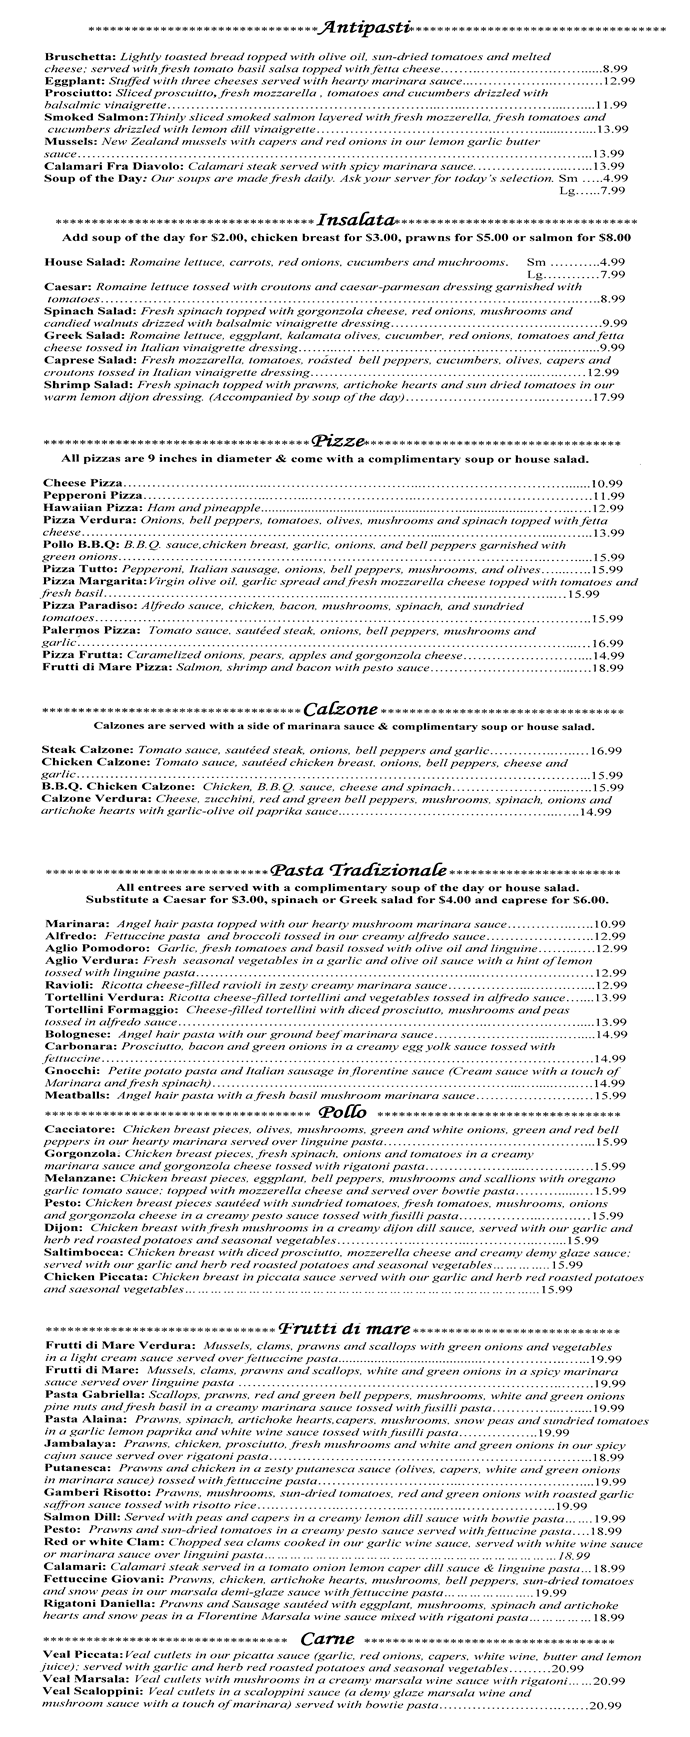 Antipasti
Bruschetta: Lightly toasted bread topped with olive oil, sun-dried tomatoes and melted
cheese; served with fresh tomato basil salsa topped with fetta cheese..............................8.99
Eggplant: Stuffed with three cheeses served with hearty marinara sauce..............................12.99
Prosciutto: Sliced proscuitto, fresh mozzarella , tomatoes and cucumbers drizzled with
balsalmic vinaigrette..............................11.99
Smoked Salmon:Thinly sliced smoked salmon layered with fresh mozzerella, fresh tomatoes and
cucumbers drizzled with lemon dill vinaigrette..............................13.99
Mussels: New Zealand mussels with capers and red onions in our lemon garlic butter
sauce..............................13.99
Calamari Fra Diavolo: Calamari steak served with spicy marinara sauce..............................13.99
Soup of the Day: Our soups are made fresh daily. Ask your server for today's selection. Sm .....4.99
Lg......7.99
Insalata
Add soup of the day for $2.00, chicken breast for $3.00, prawns for $5.00 or salmon for $8.00
House Salad: Romaine lettuce, carrots, red onions, cucumbers and muchrooms. Sm ..........4.99
Lg............7.99
Caesar: Romaine lettuce tossed with croutons and caesar-parmesan dressing garnished with
tomatoes..............................8.99
Spinach Salad: Fresh spinach topped with gorgonzola cheese, red onions, mushrooms and
candied walnuts drizzed with balsalmic vinaigrette dressing..............................9.99
Greek Salad: Romaine lettuce, eggplant, kalamata olives, cucumber, red onions, tomatoes and fetta
cheese tossed in Italian vinaigrette dressing..............................9.99
Caprese Salad: Fresh mozzarella, tomatoes, roasted bell peppers, cucumbers, olives, capers and
croutons tossed in Italian vinaigrette dressing..............................12.99
Shrimp Salad: Fresh spinach topped with prawns, artichoke hearts and sun dried tomatoes in our
warm lemon dijon dressing. (Accompanied by soup of the day)..............................17.99
Pizze
All pizzas are 9 inches in diameter & come with a complimentary soup or house salad.
Cheese Pizza..............................10.99
Pepperoni Pizza..............................11.99
Hawaiian Pizza: Ham and pineapple..............................12.99
Pizza Verdura: Onions, bell peppers, tomatoes, olives, mushrooms and spinach topped with fetta
cheese..............................13.99
Pollo B.B.Q: B.B.Q. sauce,chicken breast, garlic, onions, and bell peppers garnished with
green onions..............................15.99
Pizza Tutto: Pepperoni, Italian sausage, onions, bell peppers, mushrooms, and olives............15.99
Pizza Margarita:Virgin olive oil, garlic spread and fresh mozzarella cheese topped with tomatoes and
fresh basil..............................15.99
Pizza Paradiso: Alfredo sauce, chicken, bacon, mushrooms, spinach, and sundried
tomatoes..............................15.99
Palermos Pizza: Tomato sauce, sautéed steak, onions, bell peppers, mushrooms and
garlic..............................16.99
Pizza Frutta: Caramelized onions, pears, apples and gorgonzola cheese..............................14.99
Frutti di Mare Pizza: Salmon, shrimp and bacon with pesto sauce..............................18.99
Calzone
Calzones are served with a side of marinara sauce & complimentary soup or house salad.
Steak Calzone: Tomato sauce, sautéed steak, onions, bell peppers and garlic....................16.99
Chicken Calzone: Tomato sauce, sautéed chicken breast, onions, bell peppers, cheese and
garlic..............................15.99
B.B.Q. Chicken Calzone: Chicken, B.B.Q. sauce, cheese and spinach..............................15.99
Calzone Verdura: Cheese, zucchini, red and green bell peppers, mushrooms, spinach, onions and
artichoke hearts with garlic-olive oil paprika sauce..............................14.99
Pasta Tradizionale
All entrees are served with a complimentary soup of the day or house salad.
Substitute a Caesar for $3.00, spinach or Greek salad for $4.00 and caprese for $6.00.
Marinara: Angel hair pasta topped with our hearty mushroom marinara sauce....................10.99
Alfredo: Fettuccine pasta and broccoli tossed in our creamy alfredo sauce....................12.99
Aglio Pomodoro: Garlic, fresh tomatoes and basil tossed with olive oil and linguine............12.99
Aglio Verdura: Fresh seasonal vegetables in a garlic and olive oil sauce with a hint of lemon
tossed with linguine pasta..............................12.99
Ravioli: Ricotta cheese-filled ravioli in zesty creamy marinara sauce..............................12.99
Tortellini Verdura: Ricotta cheese-filled tortellini and vegetables tossed in alfredo sauce.......13.99
Tortellini Formaggio: Cheese-filled tortellini with diced prosciutto, mushrooms and peas
tossed in alfredo sauce..............................13.99
Bolognese: Angel hair pasta with our ground beef marinara sauce..............................14.99
Carbonara: Prosciutto, bacon and green onions in a creamy egg yolk sauce tossed with
fettuccine..............................14.99
Gnocchi: Petite potato pasta and Italian sausage in florentine sauce (Cream sauce with a touch of
Marinara and fresh spinach)..............................14.99
Meatballs: Angel hair pasta with a fresh basil mushroom marinara sauce....................15.99
Pollo
Cacciatore: Chicken breast pieces, olives, mushrooms, green and white onions, green and red bell
peppers in our hearty marinara served over linguine pasta..............................15.99
Gorgonzola. Chicken breast pieces, fresh spinach, onions and tomatoes in a creamy
marinara sauce and gorgonzola cheese tossed with rigatoni pasta..............................15.99
Melanzane: Chicken breast pieces, eggplant, bell peppers, mushrooms and scallions with oregano
garlic tomato sauce; topped with mozzerella cheese and served over bowtie pasta...............15.99
Pesto: Chicken breast pieces sautéed with sundried tomatoes, fresh tomatoes, mushrooms, onions
and gorgonzola cheese in a creamy pesto sauce tossed with fusilli pasta....................15.99
Dijon: Chicken breast with fresh mushrooms in a creamy dijon dill sauce, served with our garlic and
herb red roasted potatoes and seasonal vegetables..............................15.99
Saltimbocca: Chicken breast with diced prosciutto, mozzerella cheese and creamy demy glaze sauce;
served with our garlic and herb red roasted potatoes and seasonal vegetables............15.99
Chicken Piccata: Chicken breast in piccata sauce served with our garlic and herb red roasted potatoes
and saesonal vegetables..............................15.99
Frutti di mare
Frutti di Mare Verdura: Mussels, clams, prawns and scallops with green onions and vegetables
in a light cream sauce served over fettuccine pasta..............................19.99
Frutti di Mare: Mussels, clams, prawns and scallops, white and green onions in a spicy marinara
sauce served over linguine pasta ..............................19.99
Pasta Gabriella: Scallops, prawns, red and green bell peppers, mushrooms, white and green onions
pine nuts and fresh basil in a creamy marinara sauce tossed with fusilli pasta....................19.99
Pasta Alaina: Prawns, spinach, artichoke hearts,capers, mushrooms, snow peas and sundried tomatoes
in a garlic lemon paprika and white wine sauce tossed with fusilli pasta...............19.99
Jambalaya: Prawns, chicken, prosciutto, fresh mushrooms and white and green onions in our spicy
cajun sauce served over rigatoni pasta..............................18.99
Putanesca: Prawns and chicken in a zesty putanesca sauce (olives, capers, white and green onions
in marinara sauce) tossed with fettuccine pasta..............................19.99
Gamberi Risotto: Prawns, mushrooms, sun-dried tomatoes, red and green onions with roasted garlic
saffron sauce tossed with risotto rice..............................19.99
Salmon Dill: Served with peas and capers in a creamy lemon dill sauce with bowtie pasta.........19.99
Pesto: Prawns and sun-dried tomatoes in a creamy pesto sauce served with fettucine pasta....18.99
Red or white Clam: Chopped sea clams cooked in our garlic wine sauce, served with white wine sauce
or marinara sauce over linguini pasta..............................18.99
Calamari: Calamari steak served in a tomato onion lemon caper dill sauce & linguine pasta...18.99
Fettuccine Giovani: Prawns, chicken, artichoke hearts, mushrooms, bell peppers, sun-dried tomatoes
and snow peas in our marsala demi-glaze sauce with fettuccine pasta....................19.99
Rigatoni Daniella: Prawns and Sausage sautéed with eggplant, mushrooms, spinach and artichoke
hearts and snow peas in a Florentine Marsala wine sauce mixed with rigatoni pasta............18.99
Carne
Veal Piccata:Veal cutlets in our picatta sauce (garlic, red onions, capers, white wine, butter and lemon
juice); served with garlic and herb red roasted potatoes and seasonal vegetables.........20.99
Veal Marsala: Veal cutlets with mushrooms in a creamy marsala wine sauce with rigatoni......20.99
Veal Scaloppini: Veal cutlets in a scaloppini sauce (a demy glaze marsala wine and
mushroom sauce with a touch of marinara) served with bowtie pasta..............................20.99